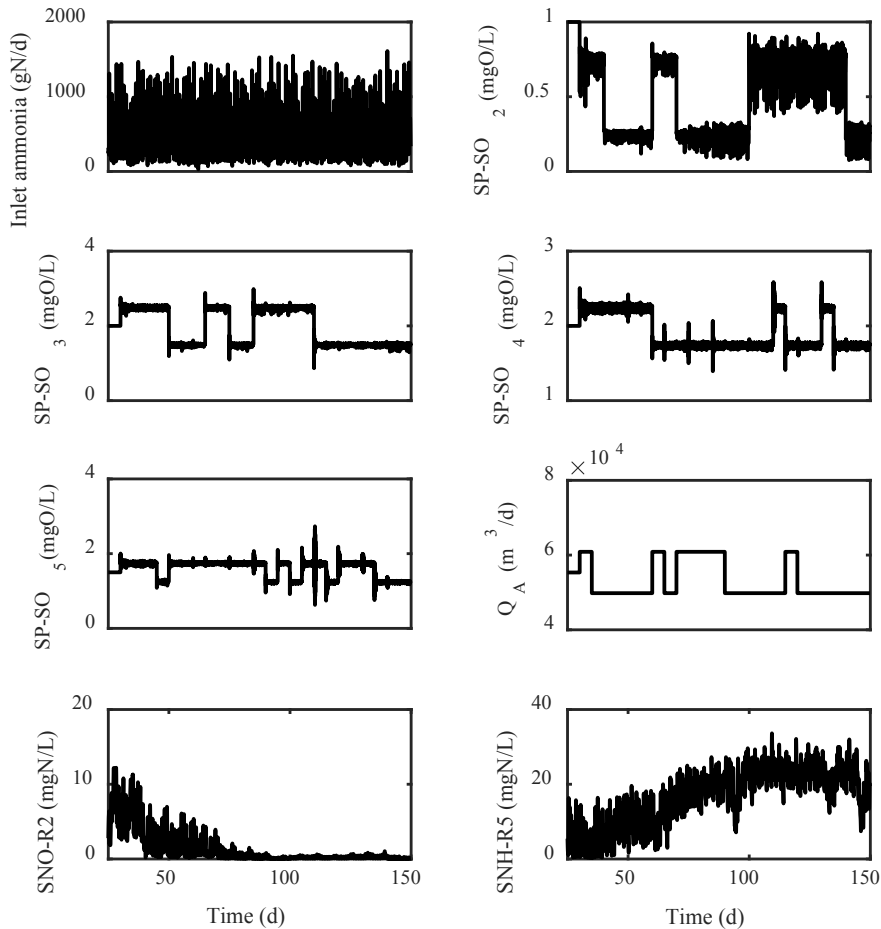 2000
1000
0
Inlet ammonia (gN/d)
1
0.5
0
SP-SO 2 (mgO/L)
4
2
0
SP-SO 3 (mgO/L)
3
2
1
SP-SO 4 (mgO/L)
4
2
0
SP-SO 5 (mgO/L)
× 10 4
8
6
4
Q A (m 3 /d)
20
10
0
SNO-R2 (mgN/L)
50 100 150
Time (d)
40
20
0
SNH-R5 (mgN/L)
50 100 150
Time (d)